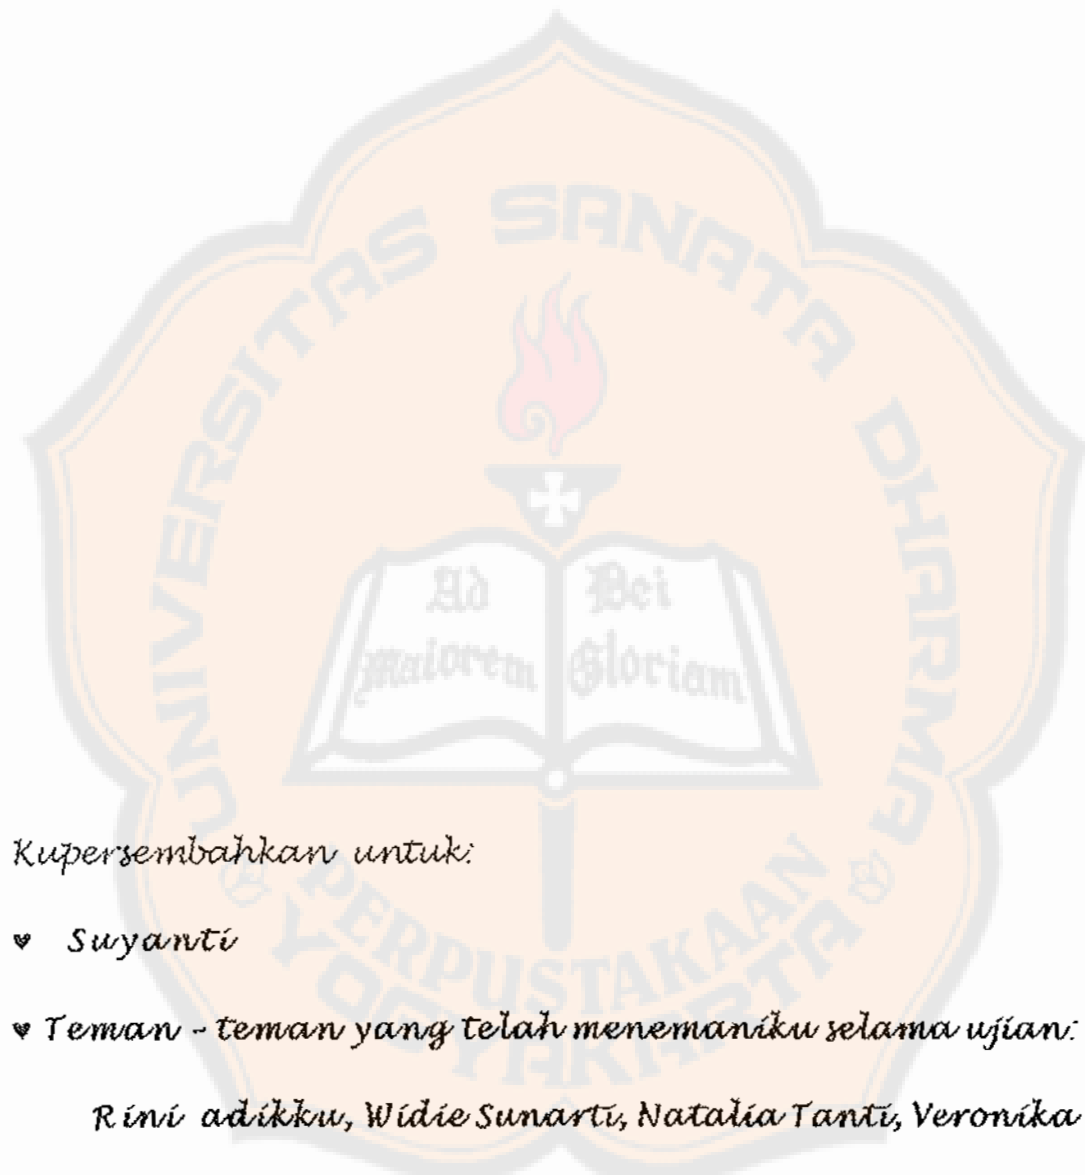 UNIVERSITAS SANATA DHARMA
Ad Dei
maiorem Gloriam
PERPUSTAKAAN
YOGYAKARTA
Kupersembahkan untuk:
♥ Suyanti
♥ Teman - teman yang telah menemaniku selama ujian:
Rini adikku, Widie Sunarti, Natalia Tanti, Veronika